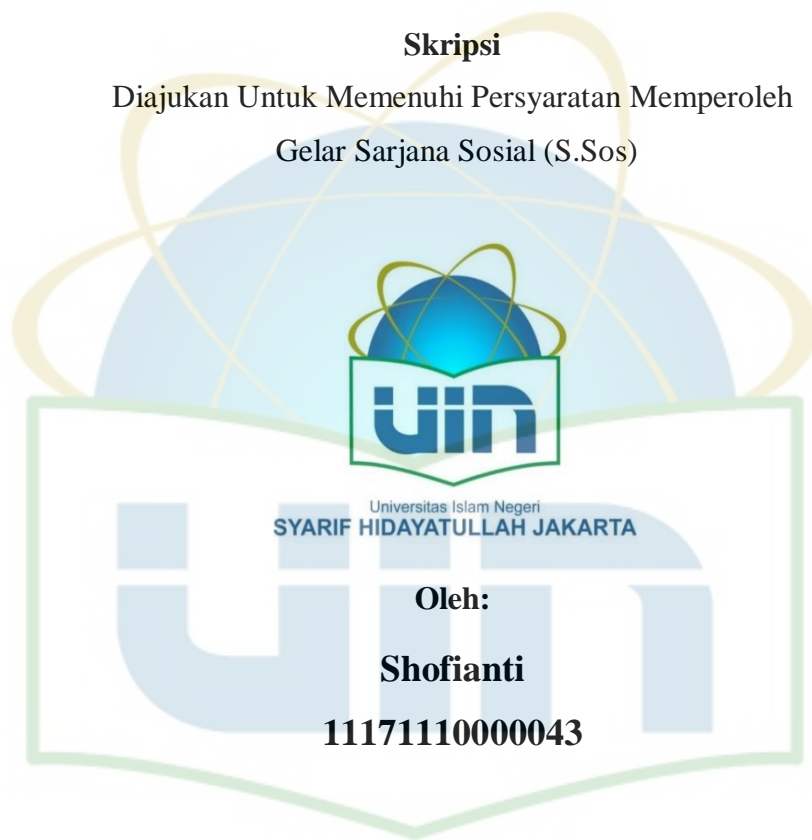 Skripsi
Diajukan Untuk Memenuhi Persyaratan Memperoleh
Gelar Sarjana Sosial (S.Sos)
uin
Universitas Islam Negeri
SYARIF HIDAYATULLAH JAKARTA
Oleh:
Shofianti
11171110000043